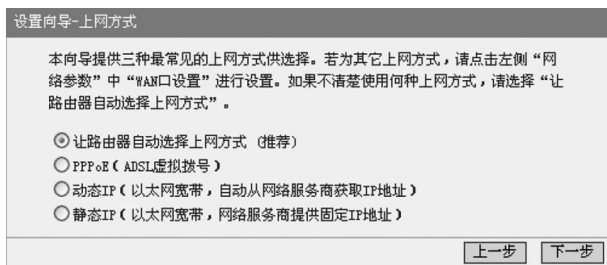 设置向导-上网方式
本向导提供三种最常见的上网方式供选择。若为其它上网方式，请点击左侧“网
络参数”中“WAN口设置”进行设置。如果不清楚使用何种上网方式，请选择“让
路由器自动选择上网方式”。
让路由器自动选择上网方式（推荐）
PPPoE（ADSL虚拟拨号）
动态IP（以太网宽带，自动从网络服务商获取IP地址）
静态IP（以太网宽带，网络服务商提供固定IP地址）
上一步 下一步